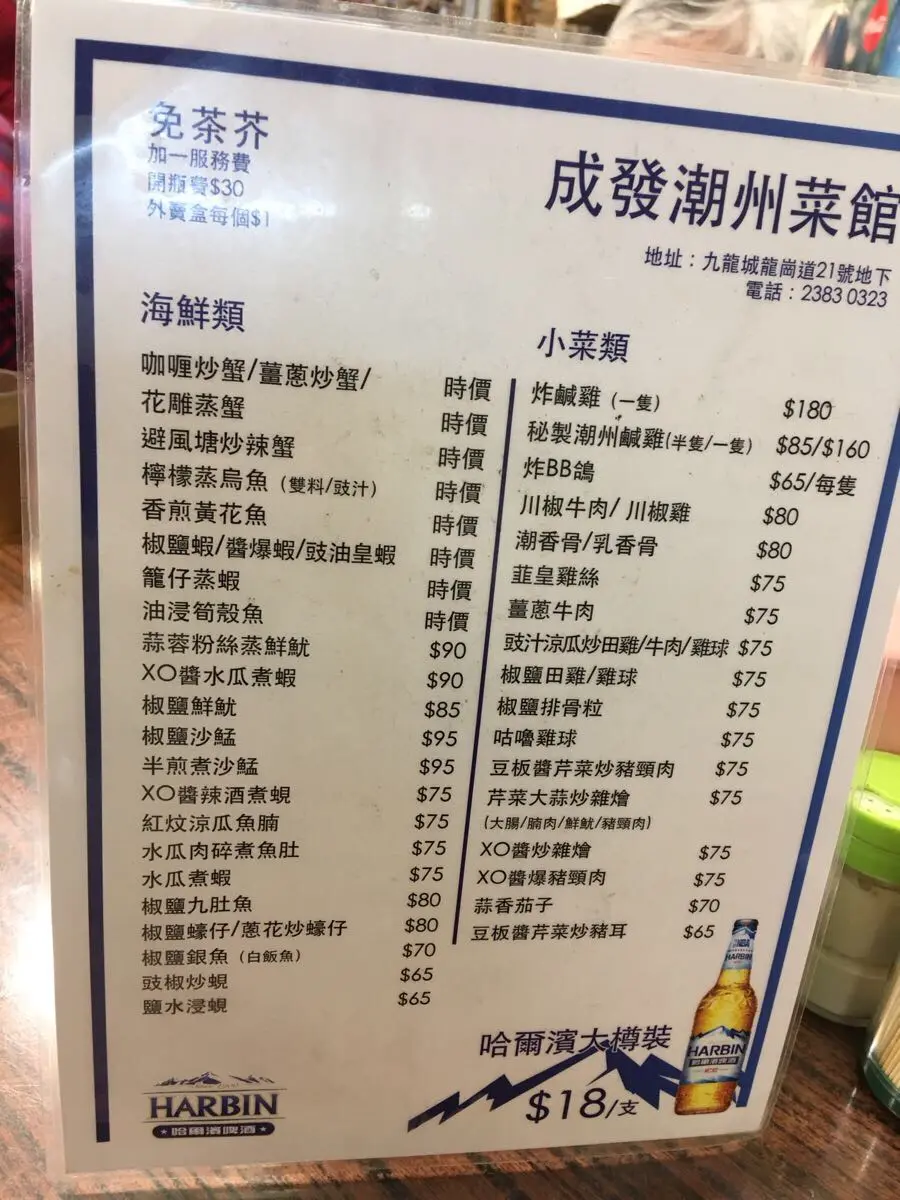 免茶芥
加一服務費
開瓶費$30
外賣盒每個$1
成發潮州菜館
地址：九龍城龍崗道21號地下
電話：2383 0323
海鮮類
咖喱炒蟹/薑蔥炒蟹/ 時價
花雕蒸蟹 時價
避風塘炒辣蟹 時價
檸檬蒸烏魚（雙料/豉汁） 時價
香煎黃花魚 時價
椒鹽蝦/醬爆蝦/豉油皇蝦 時價
籠仔蒸蝦 時價
油浸筍殼魚 時價
蒜蓉粉絲蒸鮮魷 $90
XO醬水瓜煮蝦 $90
椒鹽鮮魷 $85
椒鹽沙鯭 $95
半煎煮沙鯭 $95
XO醬辣酒煮蜆 $75
紅炆涼瓜魚腩 $75
水瓜肉碎煮魚肚 $75
水瓜煮蝦 $75
椒鹽九肚魚 $80
椒鹽蠔仔/蔥花炒蠔仔 $80
椒鹽銀魚（白飯魚） $70
豉椒炒蜆 $65
鹽水浸蜆 $65
小菜類
炸鹹雞（一隻） $180
秘製潮州鹹雞(半隻/一隻) $85/$160
炸BB鴿 $65/每隻
川椒牛肉/ 川椒雞 $80
潮香骨/乳香骨 $80
韮皇雞絲 $75
薑蔥牛肉 $75
豉汁涼瓜炒田雞/牛肉/雞球 $75
椒鹽田雞/雞球 $75
椒鹽排骨粒 $75
咕嚕雞球 $75
豆板醬芹菜炒豬頸肉 $75
芹菜大蒜炒雜燴 $75
(大腸/腩肉/鮮魷/豬頸肉)
XO醬炒雜燴 $75
XO醬爆豬頸肉 $75
蒜香茄子 $70
豆板醬芹菜炒豬耳 $65
哈爾濱大樽裝
$18/支
HARBIN
哈爾濱啤酒
HARBIN
HARBIN
哈爾濱啤酒